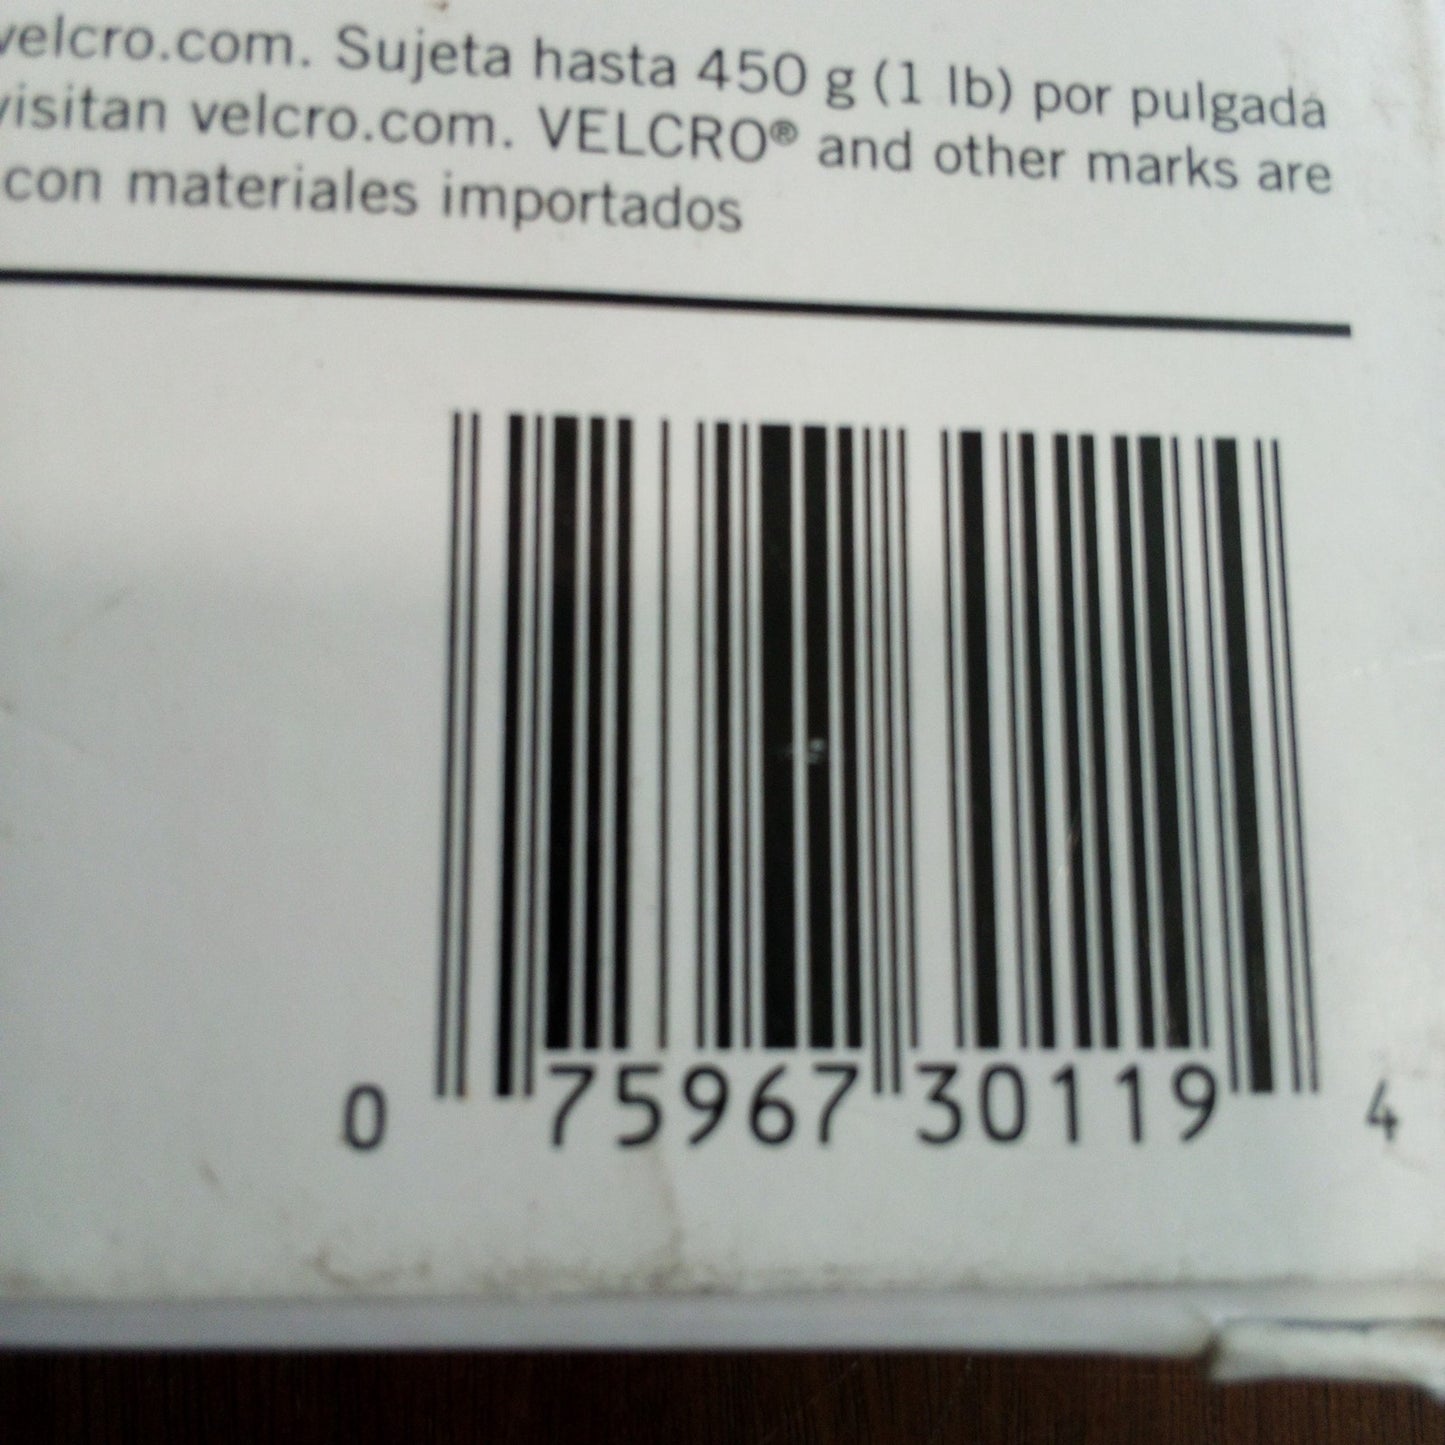 velcro.com. Sujeta hasta 450 g (1 lb) por pulgada
visitan velcro.com. VELCRO® and other marks are
con materiales importados
0 75967 30119 4